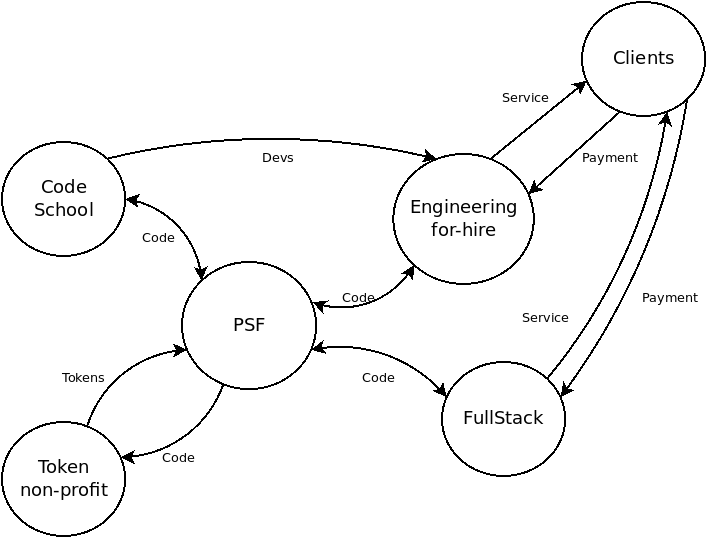 Clients
Service
Payment
Devs
Code
School
Engineering
for-hire
Code
Code
PSF
Service
Payment
Tokens
Code
FullStack
Code
Token
non-profit